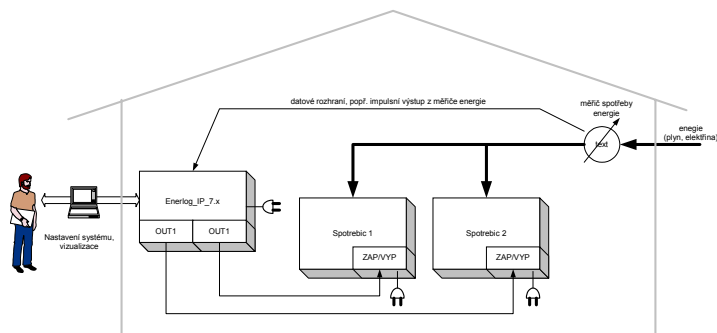 datové rozhraní, popř. impulsní výstup z měřiče energie
měřič spotřeby
energie
enegie
(plyn, elektřina)
text
Enerlog_IP_7.x
OUT1
OUT1
Nastavení systému,
vizualizace
Spotrebic 1
ZAP/VYP
Spotrebic 2
ZAP/VYP